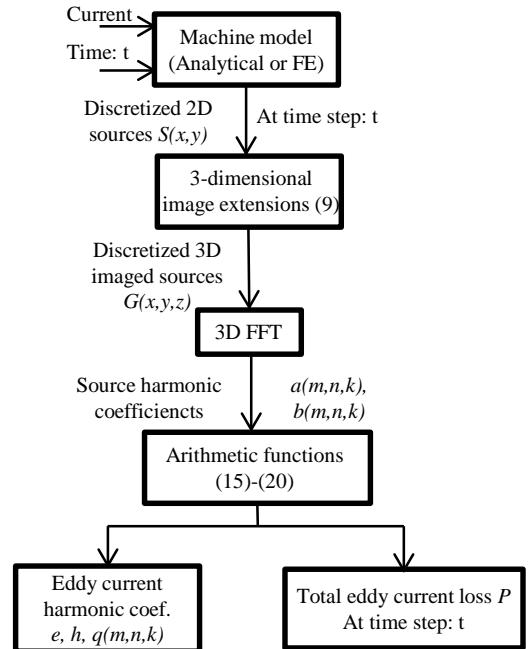 Current
Time: t
Machine model
(Analytical or FE)
Discretized 2D
sources S(x,y)
At time step: t
3-dimensional
image extensions (9)
Discretized 3D
imaged sources
G(x,y,z)
3D FFT
Source harmonic
coefficiencts
a(m,n,k),
b(m,n,k)
Arithmetic functions
(15)-(20)
Eddy current
harmonic coef.
e, h, q(m,n,k)
Total eddy current loss P
At time step: t